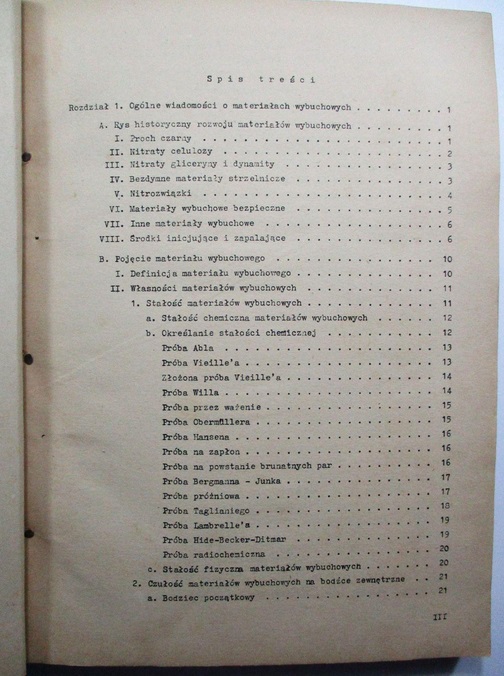 Spis treści
Rozdział 1. Ogólne wiadomości o materiałach wybuchowych . . . . . . . . . 1
A. Rys historyczny rozwoju materiałów wybuchowych . . . . . . . . . . 1
I. Proch czarny . . . . . . . . . . 1
II. Nitraty celulozy . . . . . . . . . . 2
III. Nitraty gliceryny i dynamity . . . . . . . . . . 3
IV. Bezdymne materiały strzelnicze . . . . . . . . . . 3
V. Nitrozwiązki . . . . . . . . . . 4
VI. Materiały wybuchowe bezpieczne . . . . . . . . . . 5
VII. Inne materiały wybuchowe . . . . . . . . . . 6
VIII. Środki inicjujące i zapalające . . . . . . . . . . 6
B. Pojęcie materiału wybuchowego . . . . . . . . . . 10
I. Definicja materiału wybuchowego . . . . . . . . . . 10
II. Własności materiałów wybuchowych . . . . . . . . . . 11
1. Stałość materiałów wybuchowych . . . . . . . . . . 11
a. Stałość chemiczna materiałów wybuchowych . . . . . . . 12
b. Określanie stałości chemicznej . . . . . . . . . . 12
Próba Abla . . . . . . . . . . 13
Próba Vieille'a . . . . . . . . . . 13
Złożona próba Vieille'a . . . . . . . . . . 14
Próba Willa . . . . . . . . . . 14
Próba przez ważenie . . . . . . . . . . 15
Próba Obermüllera . . . . . . . . . . 15
Próba Hansena . . . . . . . . . . 16
Próba na zapłon . . . . . . . . . . 16
Próba na powstanie brunatnych par . . . . . . . . . . 16
Próba Bergmanna - Junka . . . . . . . . . . 17
Próba próżniowa . . . . . . . . . . 17
Próba Taglianiego . . . . . . . . . . 18
Próba Lambrelle'a . . . . . . . . . . 19
Próba Hide-Becker-Ditmar . . . . . . . . . . 19
Próba radiochemiczna . . . . . . . . . . 20
c. Stałość fizyczna materiałów wybuchowych . . . . . . . 20
2. Czułość materiałów wybuchowych na bodźce zewnętrzne . . 21
a. Bodziec początkowy . . . . . . . . . . 21
III